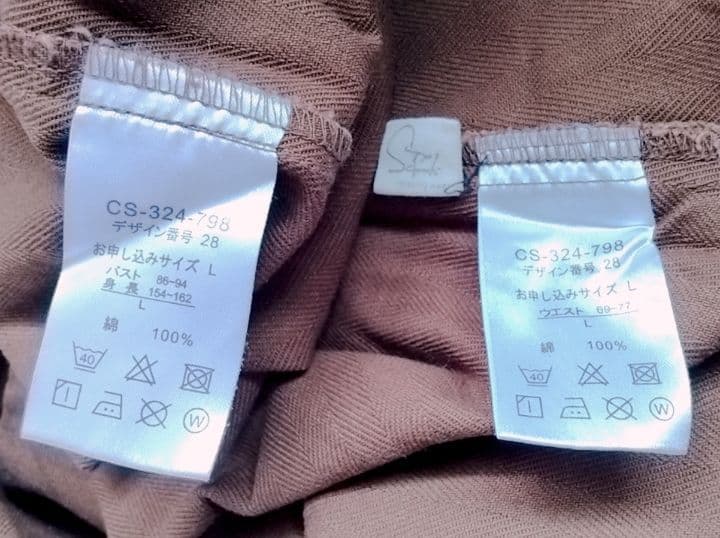 CS-324-798
デザイン番号 28
お申し込みサイズ L
バスト 86~94
身長 154~162
L
綿 100%
40
W
CS-324-798
デザイン番号 28
お申し込みサイズ L
ウエスト 69-77
L
綿 100%
40
W